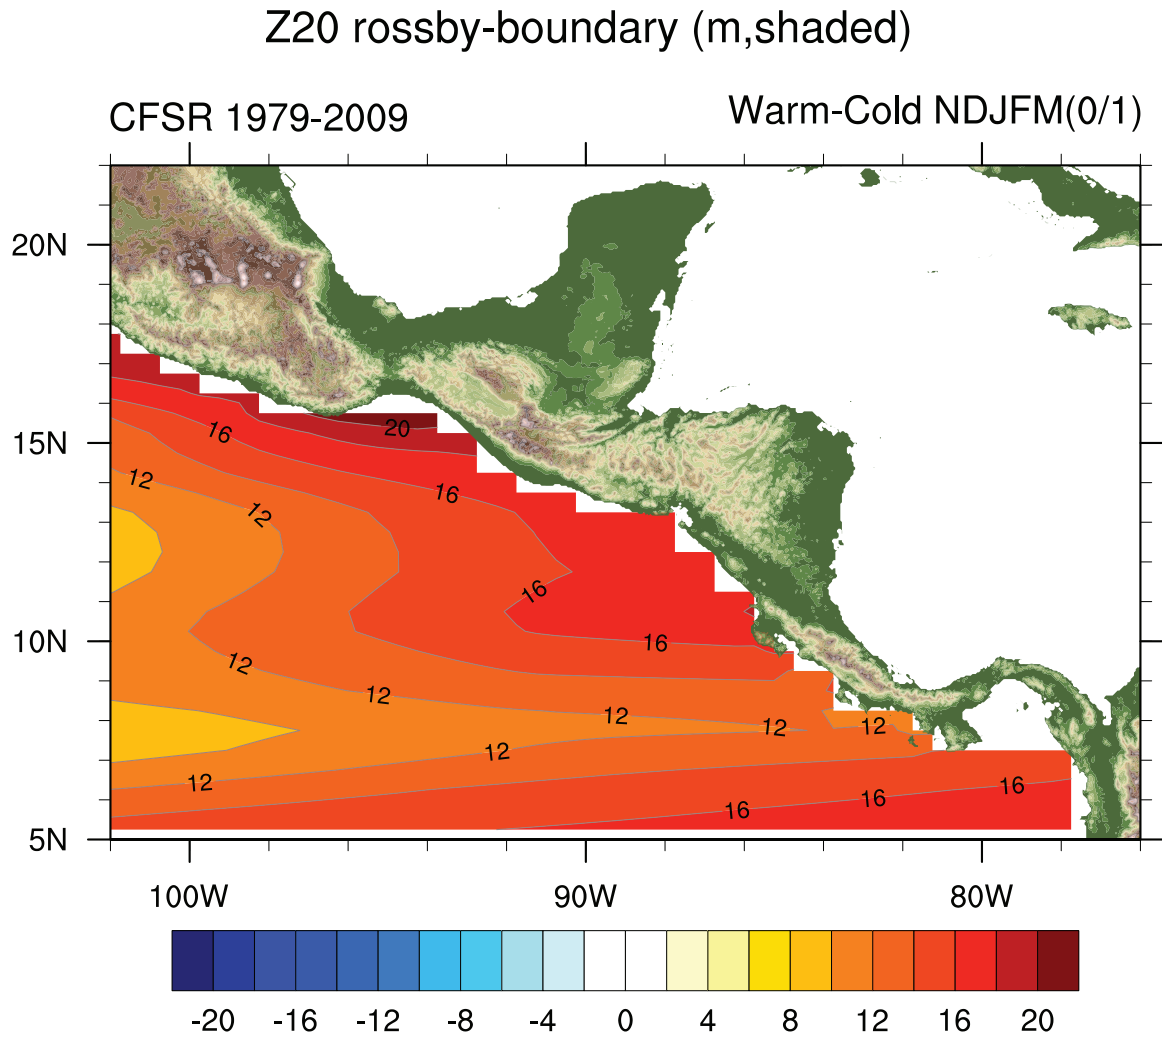 Z20 rossby-boundary (m,shaded)
CFSR 1979-2009 Warm-Cold NDJFM(0/1)
20N
20
16
15N
12 16
12
16
10N 16
12
12
12 12 12
12
12 16
16 16
5N
100W 90W 80W
-20 -16 -12 -8 -4 0 4 8 12 16 20